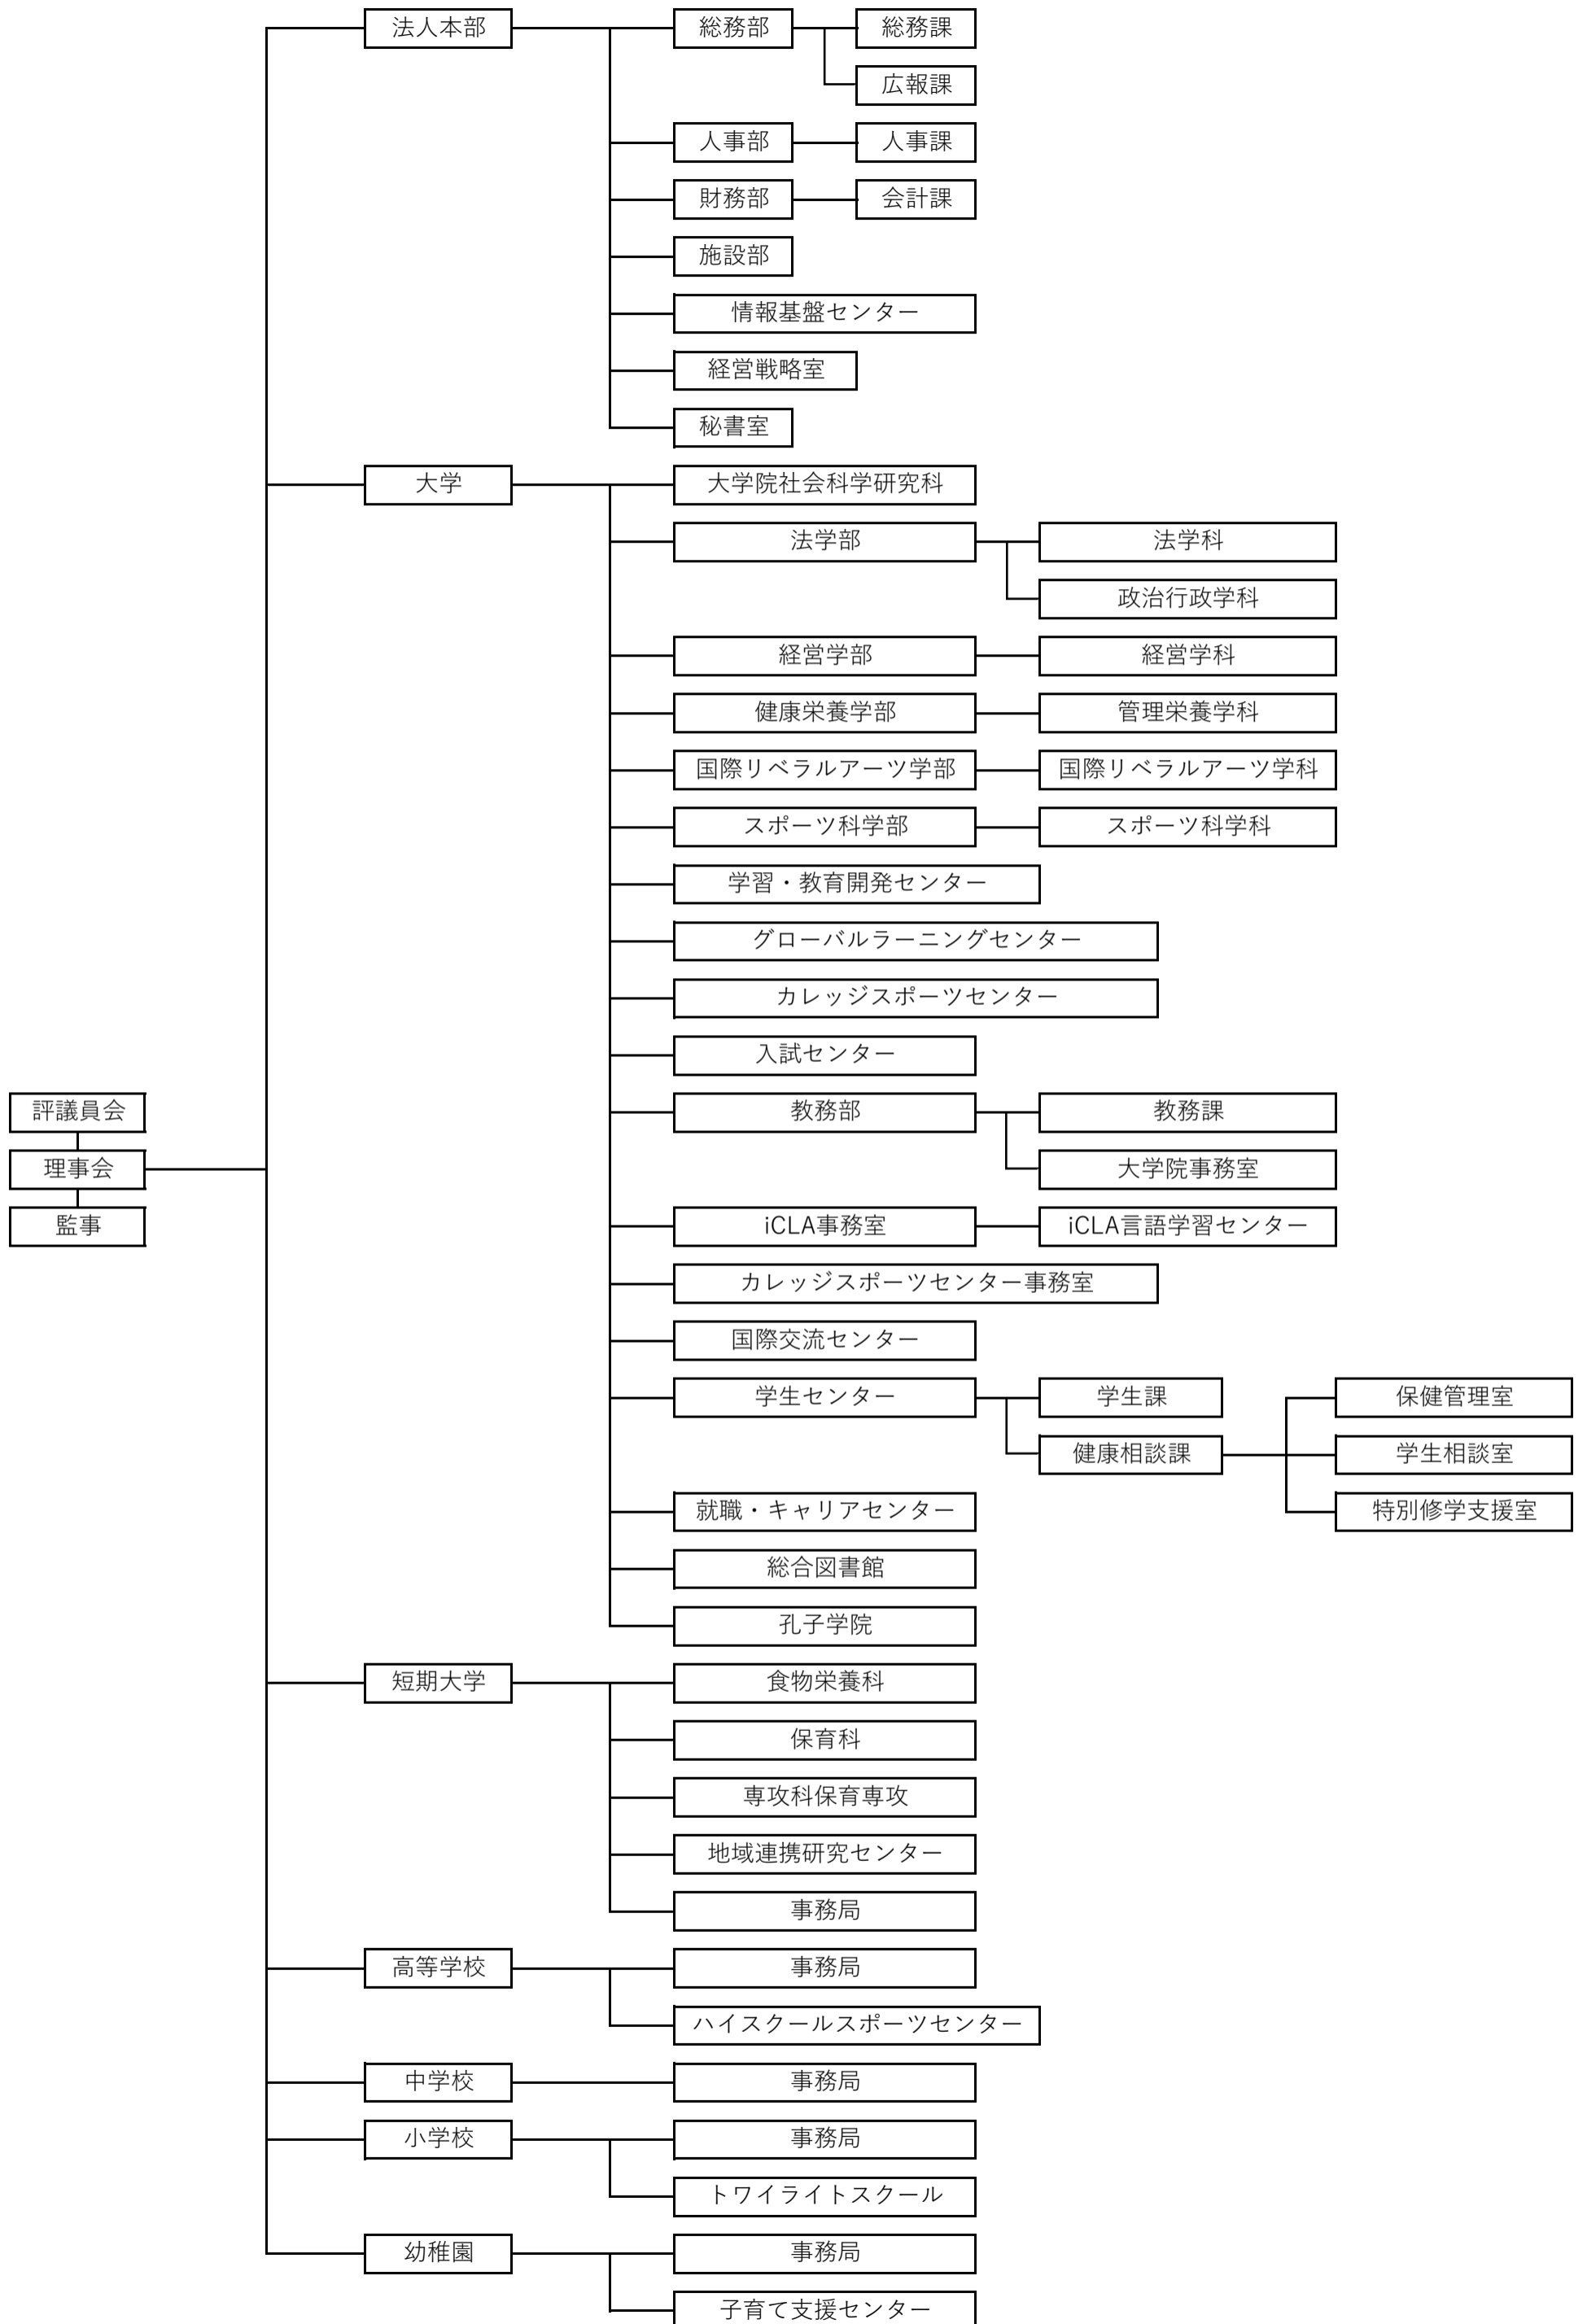 法人本部 総務部 総務課
広報課
人事部 人事課
財務部 会計課
施設部
情報基盤センター
経営戦略室
秘書室
大学 大学院社会科学研究科
法学部 法学科
政治行政学科
経営学部 経営学科
健康栄養学部 管理栄養学科
国際リベラルアーツ学部 国際リベラルアーツ学科
スポーツ科学部 スポーツ科学科
学習・教育開発センター
グローバルラーニングセンター
カレッジスポーツセンター
入試センター
評議員会 教務部 教務課
理事会 大学院事務室
監事 iCLA事務室 iCLA言語学習センター
カレッジスポーツセンター事務室
国際交流センター
学生センター 学生課 保健管理室
健康相談課 学生相談室
就職・キャリアセンター 特別修学支援室
総合図書館
孔子学院
短期大学 食物栄養科
保育科
専攻科保育専攻
地域連携研究センター
事務局
高等学校 事務局
ハイスクールスポーツセンター
中学校 事務局
小学校 事務局
トワイライトスクール
幼稚園 事務局
子育て支援センター